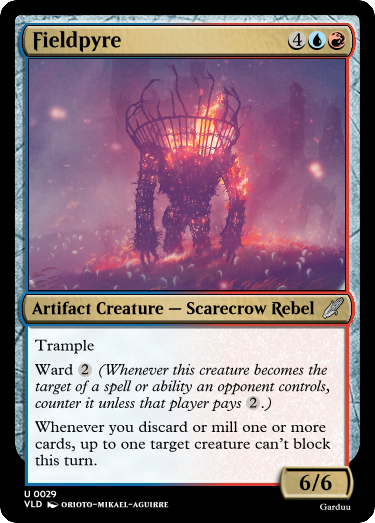 Fieldpyre 4
Artifact Creature — Scarecrow Rebel
Trample
Ward 2 (Whenever this creature becomes the
target of a spell or ability an opponent controls,
counter it unless that player pays 2.)
Whenever you discard or mill one or more
cards, up to one target creature can't block
this turn.
6/6
U 0029
VLD ORIOTO-MIKAEL-AGUIRRE
Garduu